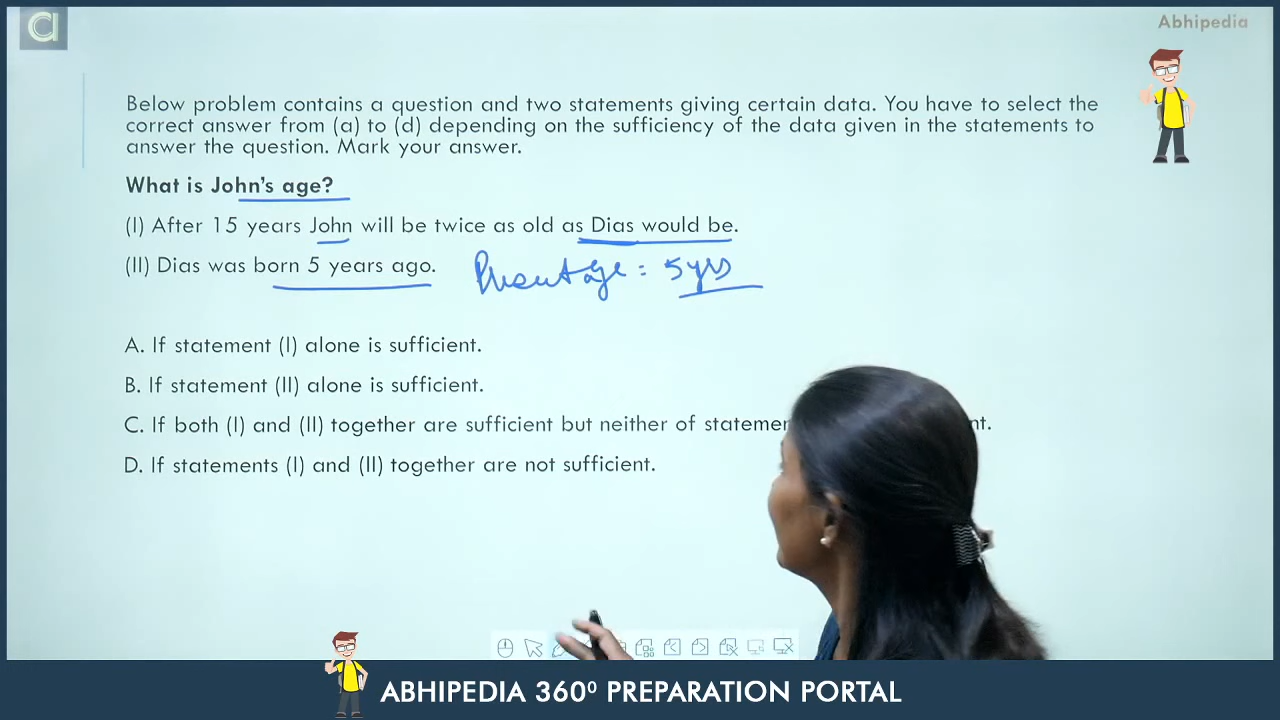 Abhipedia
Below problem contains a question and two statements giving certain data. You have to select the
correct answer from (a) to (d) depending on the sufficiency of the data given in the statements to
answer the question. Mark your answer.
What is John's age?
(I) After 15 years John will be twice as old as Dias would be.
(II) Dias was born 5 years ago.
Present age = 5 yrs
A. If statement (I) alone is sufficient.
B. If statement (II) alone is sufficient.
C. If both (I) and (II) together are sufficient but neither of
D. If statements (I) and (II) together are not sufficient.
ABHIPEDIA 360⁰ PREPARATION PORTAL